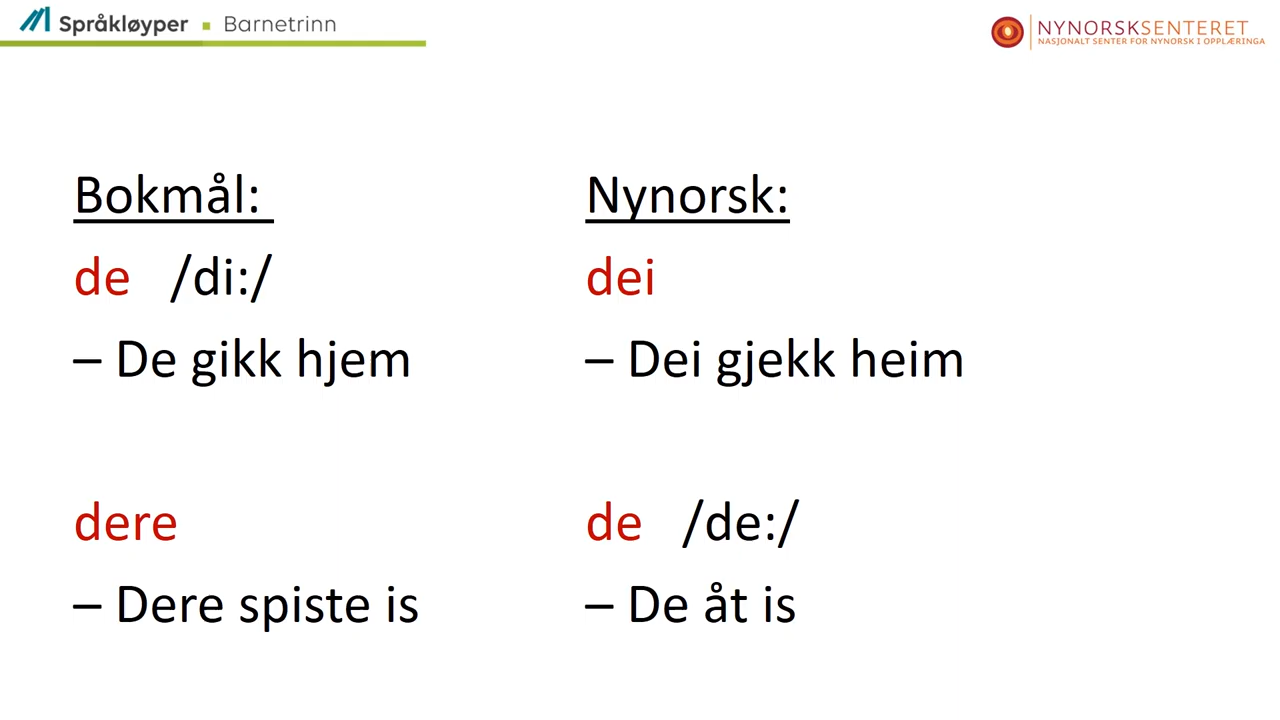 Språkløyper ▪ Barnetrinn
NYNORSKSENTERET
NASJONALT SENTER FOR NYNORSK I OPPLÆRINGA
Bokmål:
de /di:/
– De gikk hjem
dere
– Dere spiste is
Nynorsk:
dei
– Dei gjekk heim
de /de:/
– De åt is